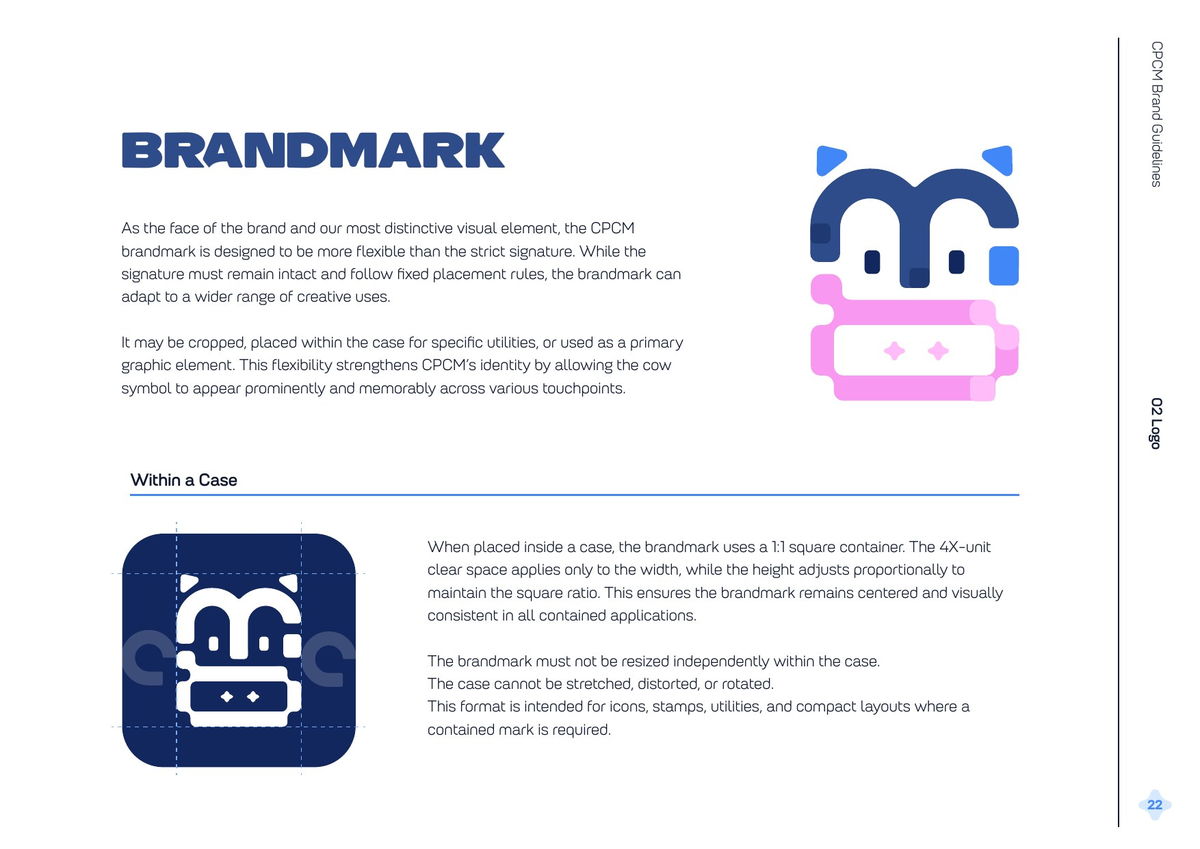 CPCM Brand Guidelines
BRANDMARK
As the face of the brand and our most distinctive visual element, the CPCM
brandmark is designed to be more flexible than the strict signature. While the
signature must remain intact and follow fixed placement rules, the brandmark can
adapt to a wider range of creative uses.
It may be cropped, placed within the case for specific utilities, or used as a primary
graphic element. This flexibility strengthens CPCM's identity by allowing the cow
symbol to appear prominently and memorably across various touchpoints.
02 Logo
Within a Case
When placed inside a case, the brandmark uses a 1:1 square container. The 4X-unit
clear space applies only to the width, while the height adjusts proportionally to
maintain the square ratio. This ensures the brandmark remains centered and visually
consistent in all contained applications.
The brandmark must not be resized independently within the case.
The case cannot be stretched, distorted, or rotated.
This format is intended for icons, stamps, utilities, and compact layouts where a
contained mark is required.
22